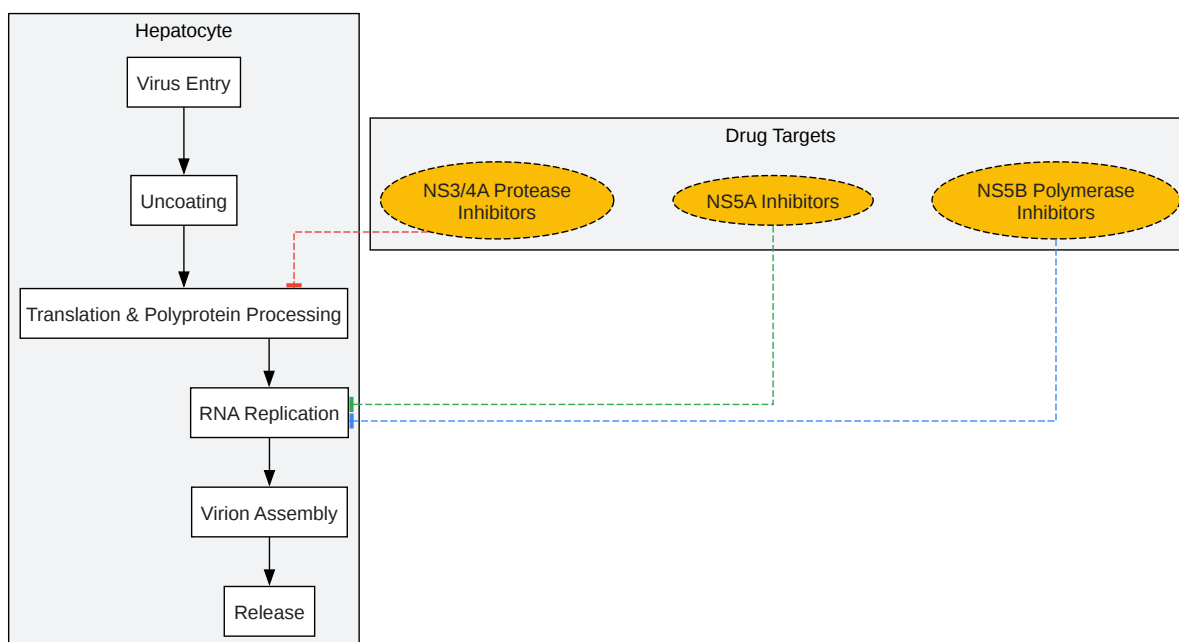 Hepatocyte
Virus Entry
Uncoating
Translation & Polyprotein Processing
RNA Replication
Virion Assembly
Release
Drug Targets
NS3/4A Protease
Inhibitors
NS5A Inhibitors
NS5B Polymerase
Inhibitors